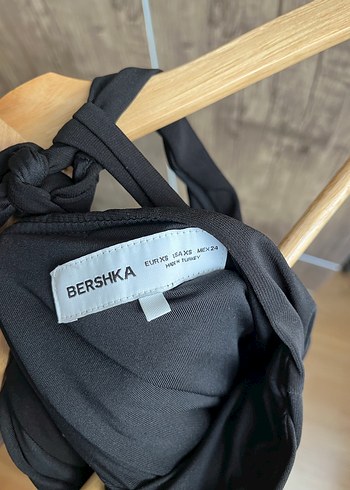 BERSHKA
EUR XS USA XS MEX 24
MADE IN TURKEY